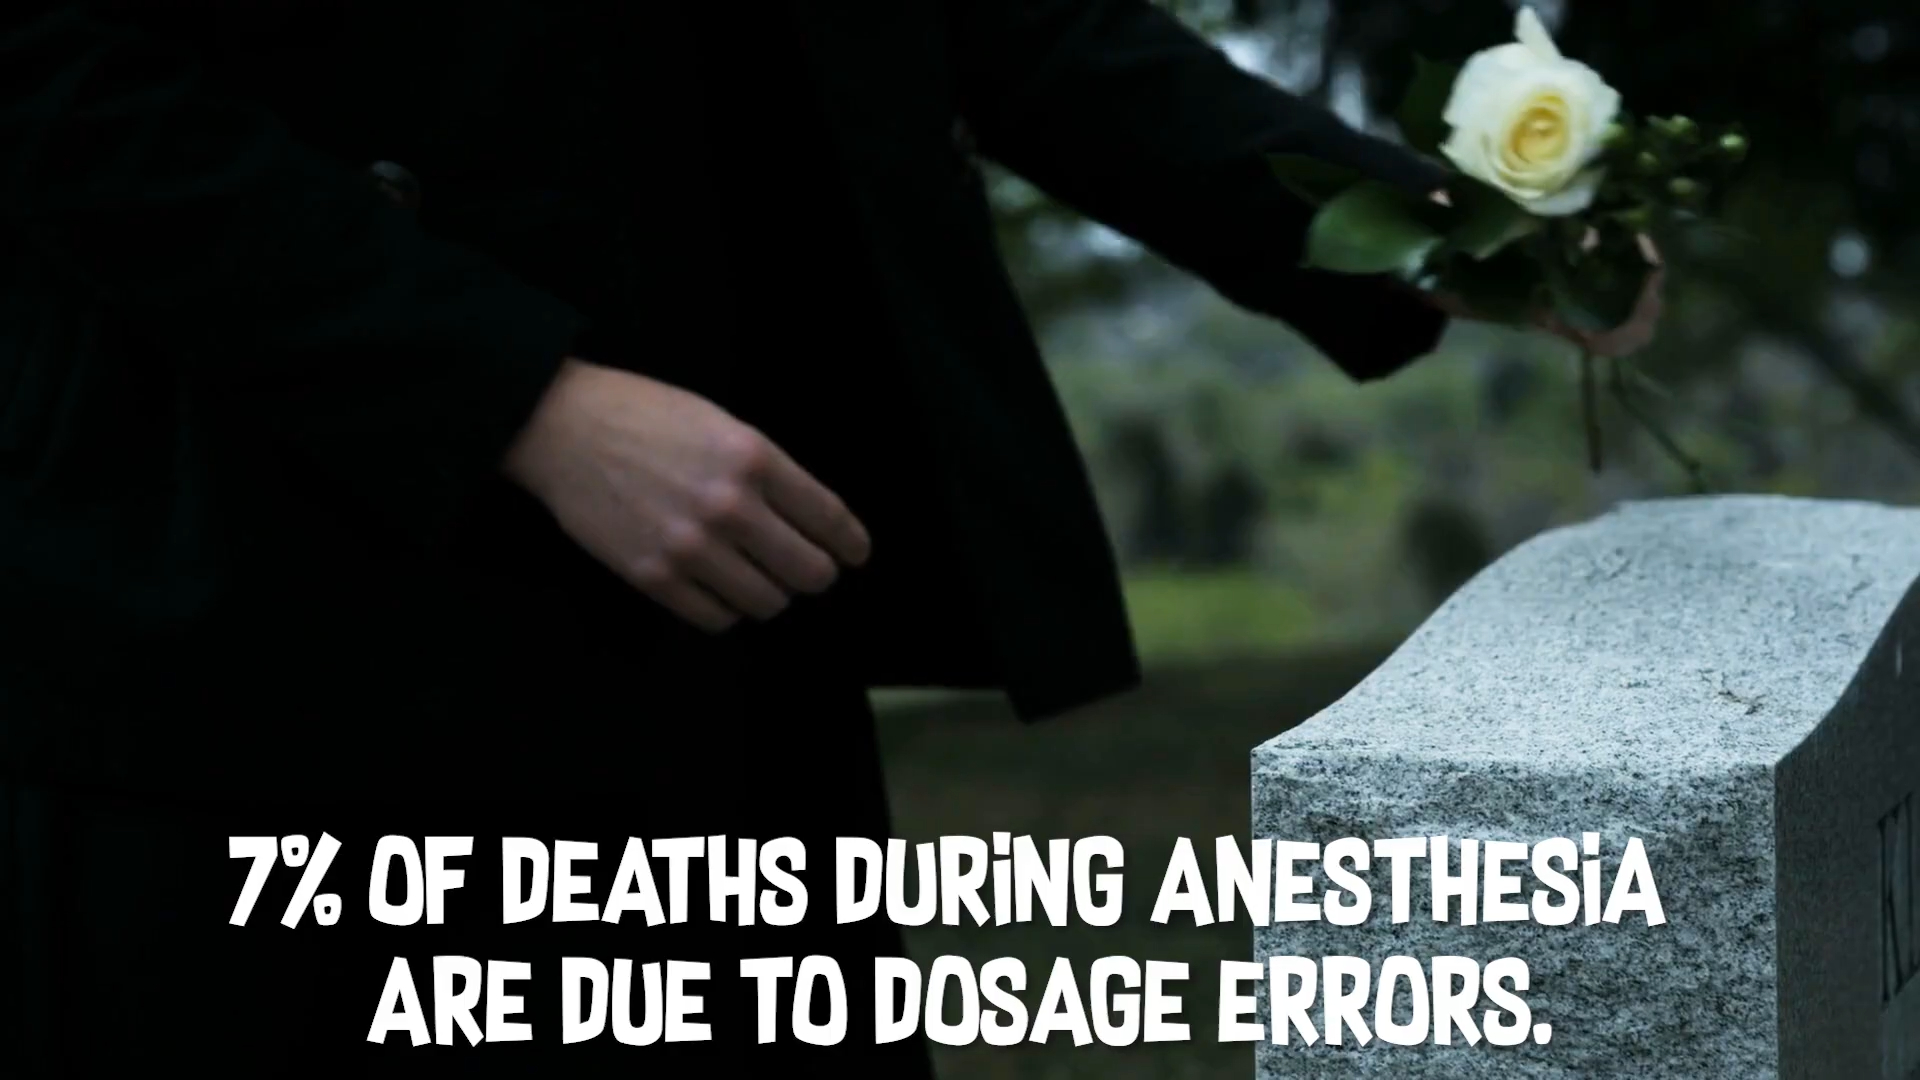 7% OF DEATHS DURING ANESTHESIA
ARE DUE TO DOSAGE ERRORS.